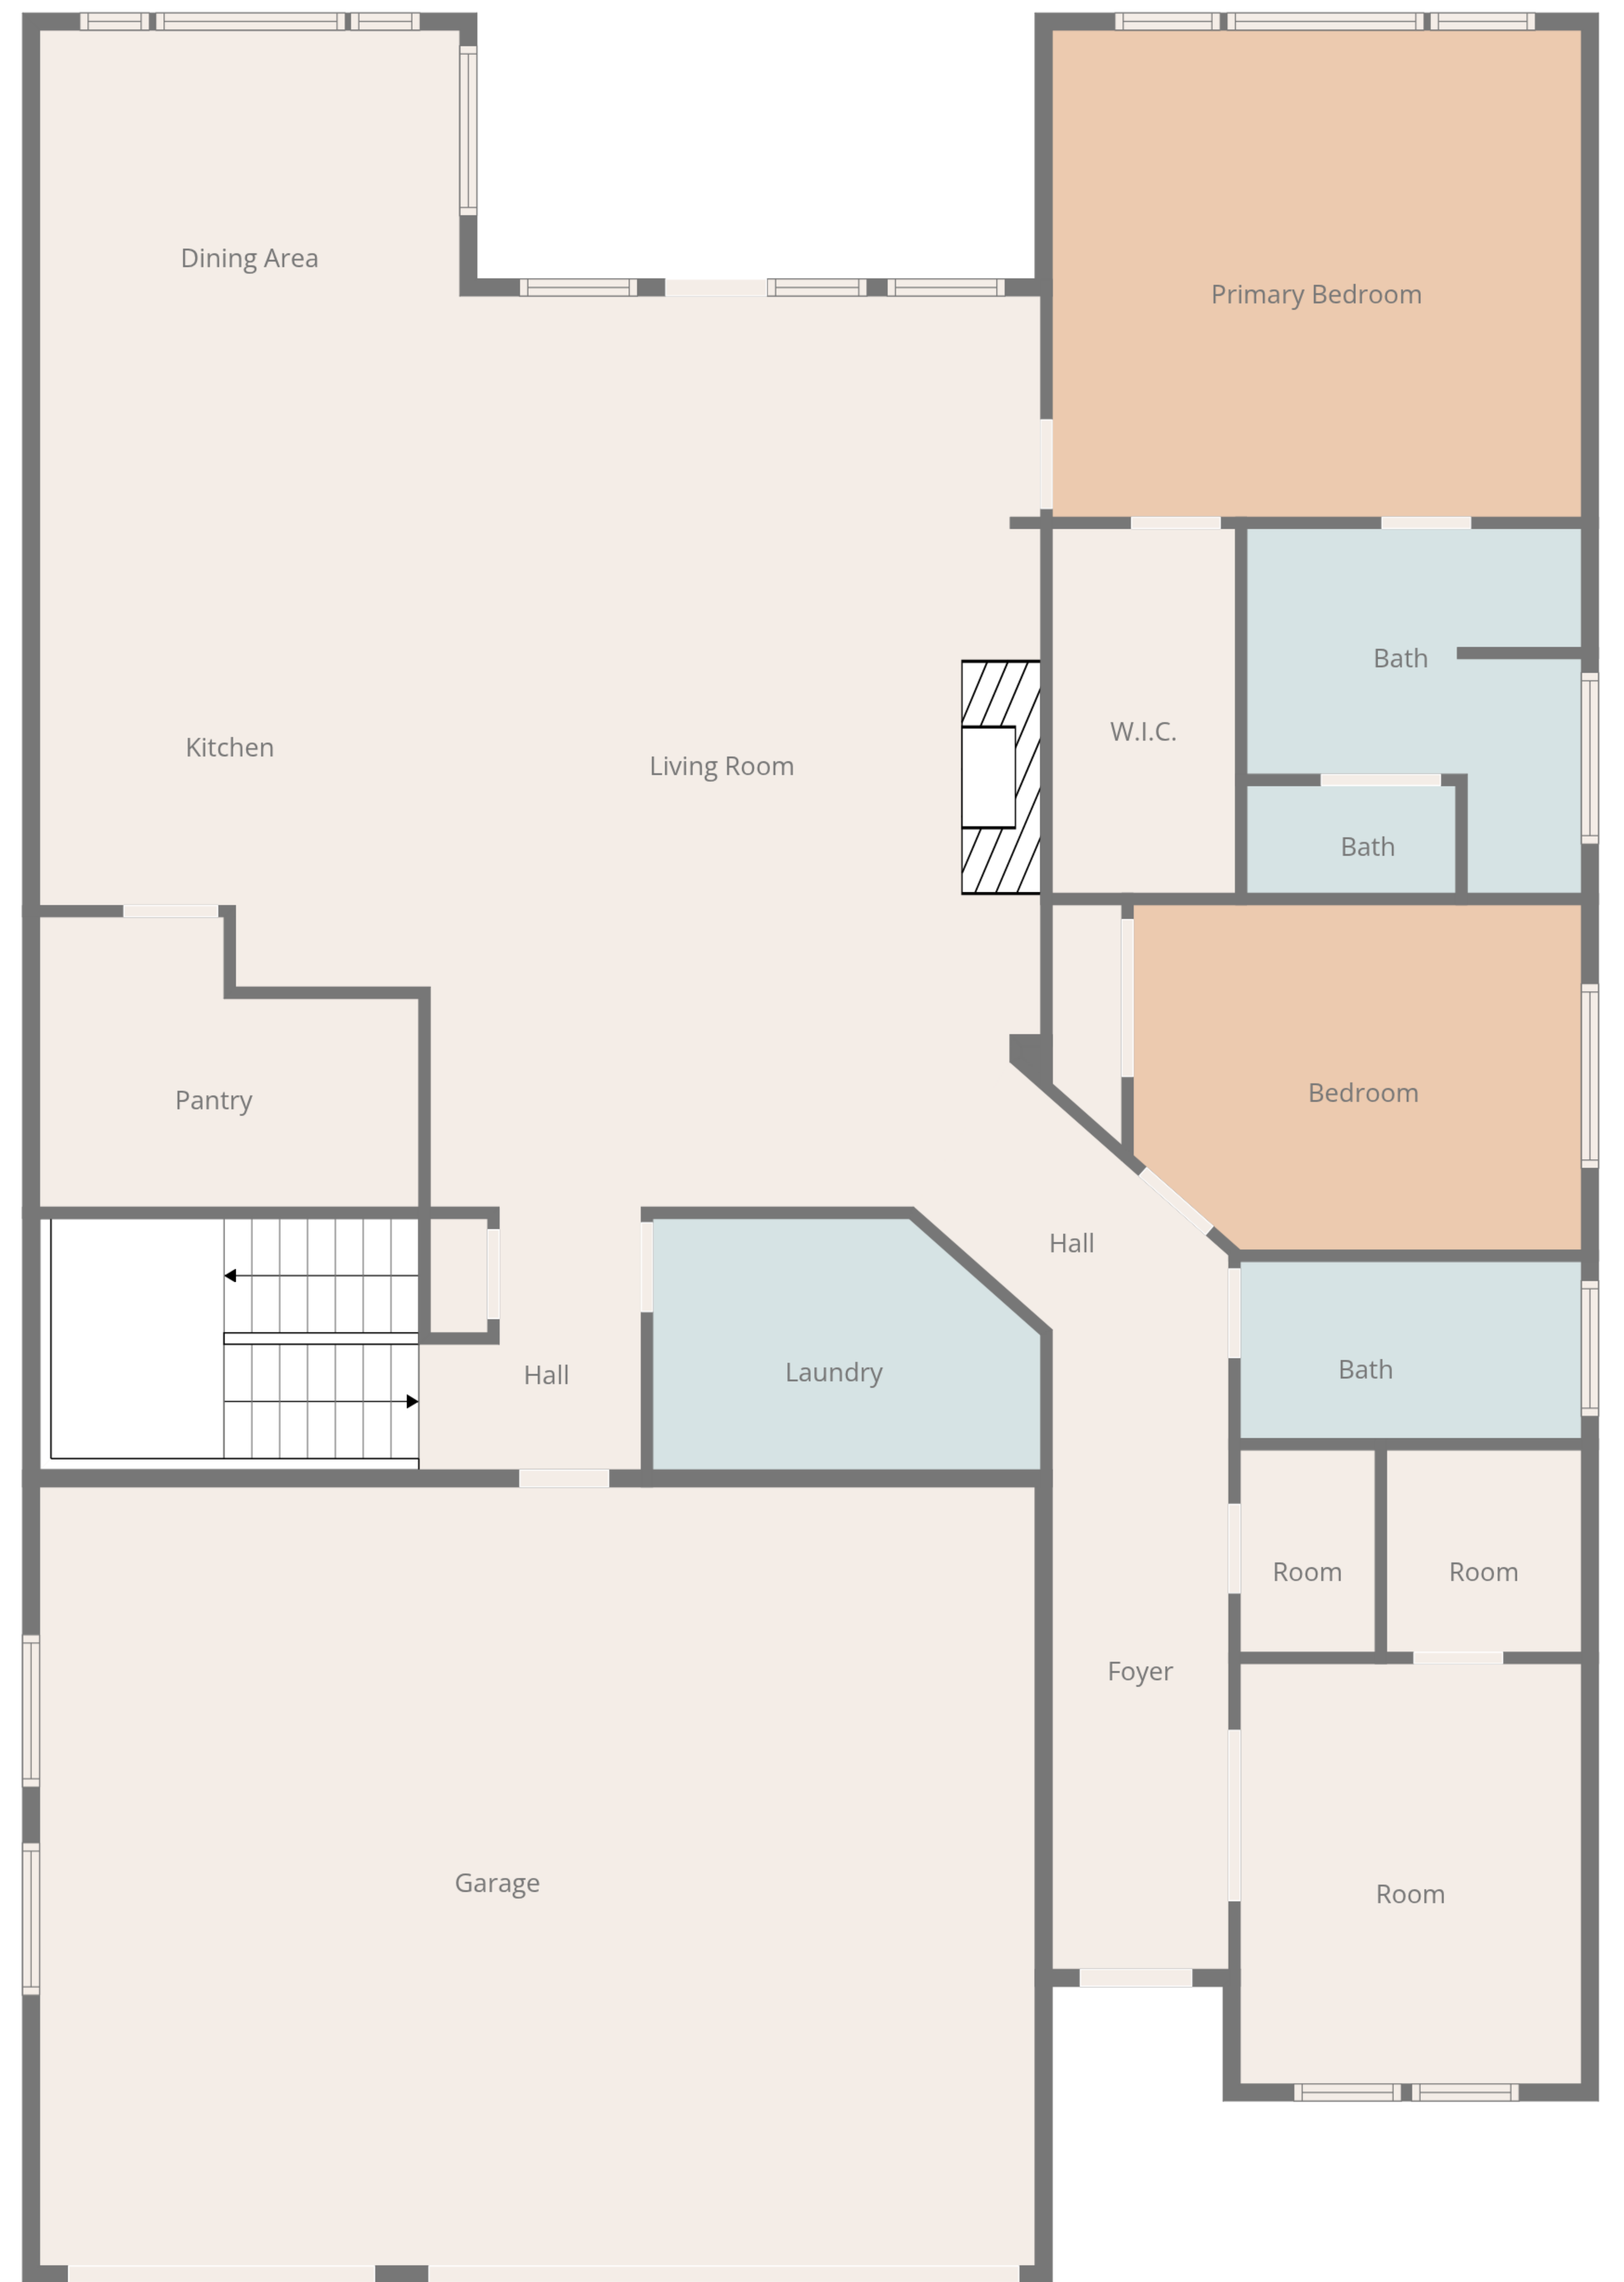 Dining Area
Primary Bedroom
Bath
W.I.C.
Kitchen
Living Room
Bath
Bedroom
Pantry
Hall
Bath
Laundry
Hall
Room
Room
Foyer
Garage
Room